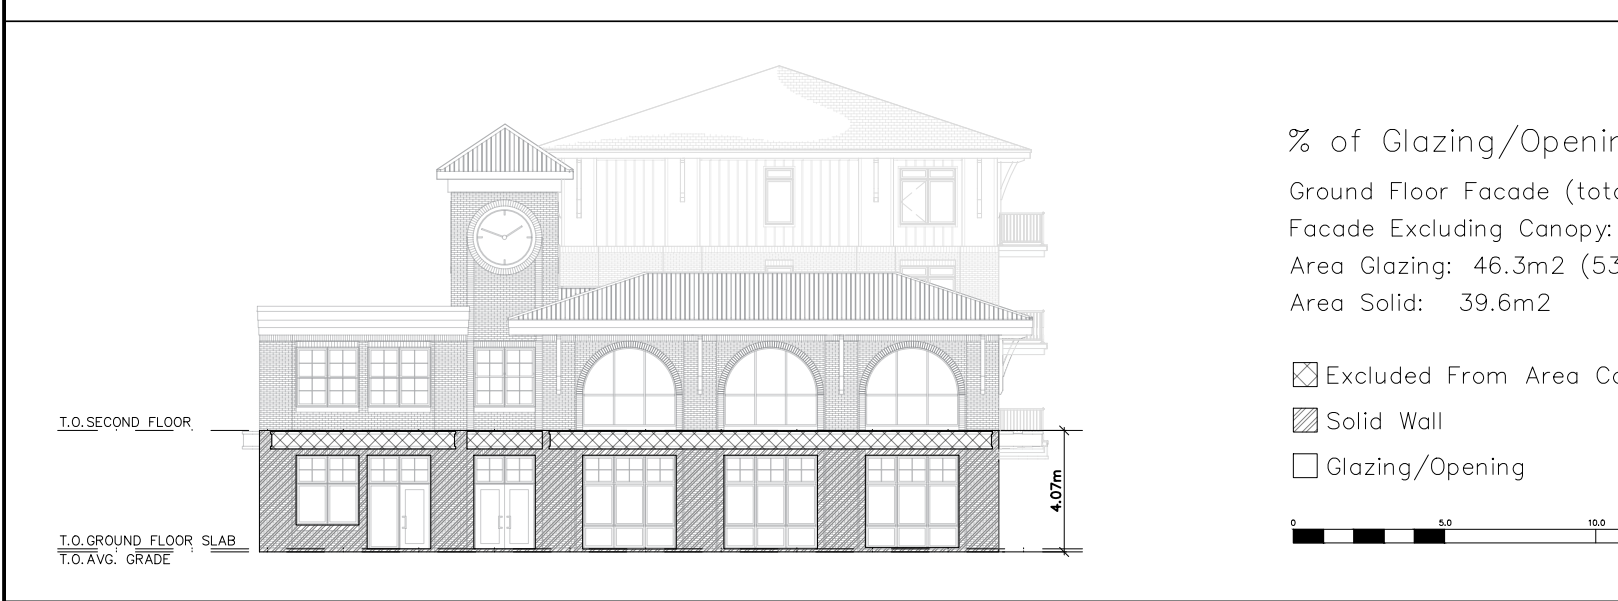 % of Glazing/Openin
Ground Floor Facade (tota
Facade Excluding Canopy:
Area Glazing: 46.3m2 (53
Area Solid: 39.6m2
Excluded From Area Ca
Solid Wall
Glazing/Opening
0 5.0 10.0
T.O.SECOND FLOOR
4.07m
T.O.GROUND FLOOR SLAB
T.O.AVG. GRADE